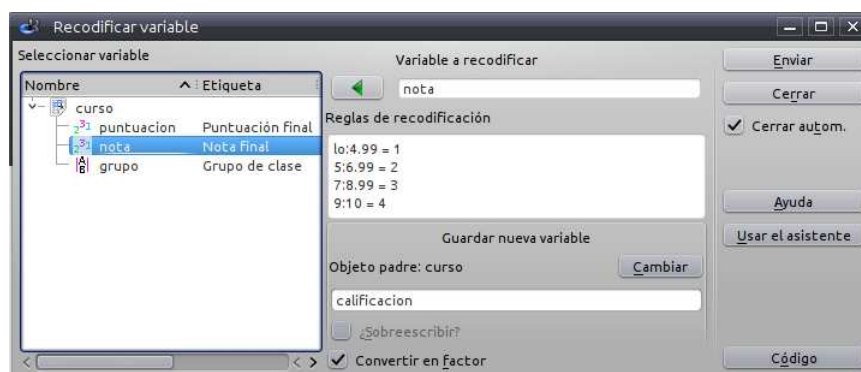 Recodificar variable
Seleccionar variable
Nombre Etiqueta
curso
puntuacion Puntuación final
nota Nota final
grupo Grupo de clase
Variable a recodificar
nota
Reglas de recodificación
lo:4.99 = 1
5:6.99 = 2
7:8.99 = 3
9:10 = 4
Guardar nueva variable
Objeto padre: curso Cambiar
calificacion
¿Sobreescribir?
Convertir en factor
Enviar
Cerrar
Cerrar autom.
Ayuda
Usar el asistente
Código